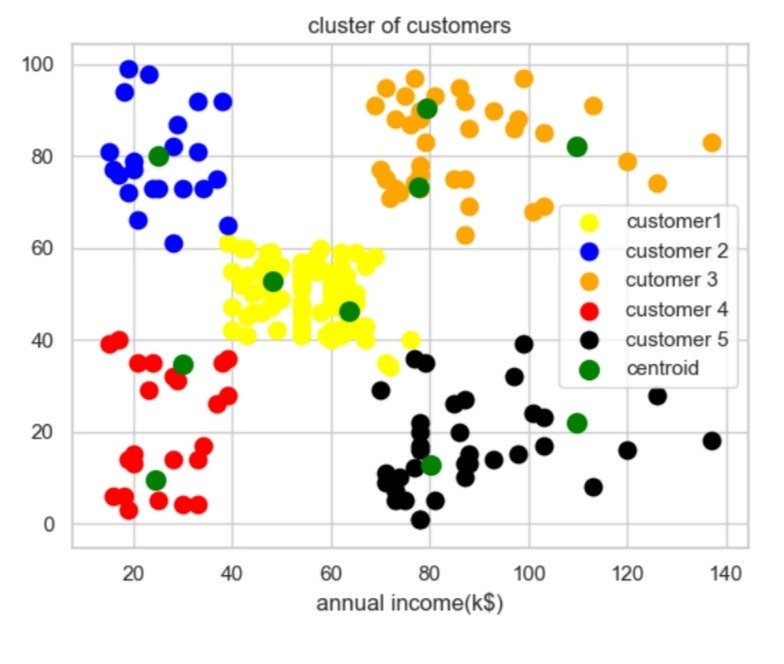 cluster of customers
100
80
60
40
20
0
customer1
customer 2
cutomer 3
customer 4
customer 5
centroid
20 40 60 80 100 120 140
annual income(k$)